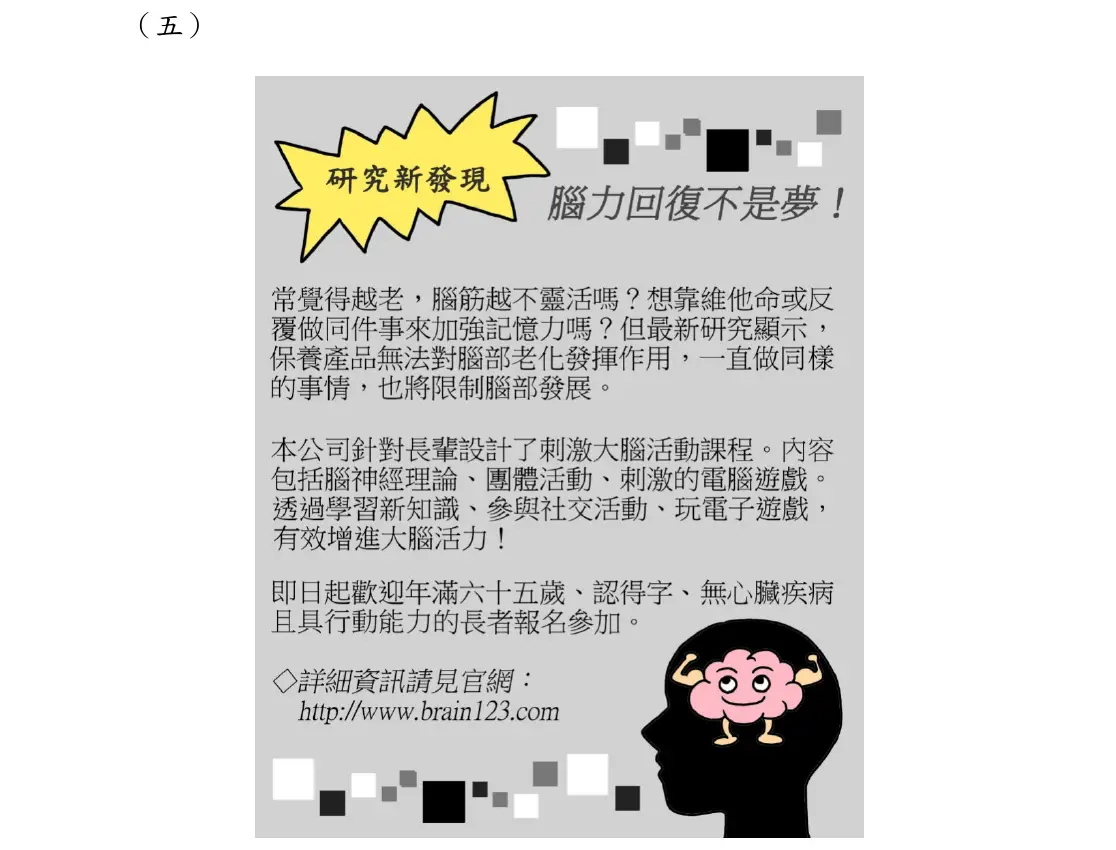 （五）
研究新發現
腦力回復不是夢！
常覺得越老，腦筋越不靈活嗎？想靠維他命或反
覆做同件事來加強記憶力嗎？但最新研究顯示，
保養產品無法對腦部老化發揮作用，一直做同樣
的事情，也將限制腦部發展。
本公司針對長輩設計了刺激大腦活動課程。內容
包括腦神經理論、團體活動、刺激的電腦遊戲。
透過學習新知識、參與社交活動、玩電子遊戲，
有效增進大腦活力！
即日起歡迎年滿六十五歲、認得字、無心臟疾病
且具行動能力的長者報名參加。
◇詳細資訊請見官網：
http://www.brain123.com